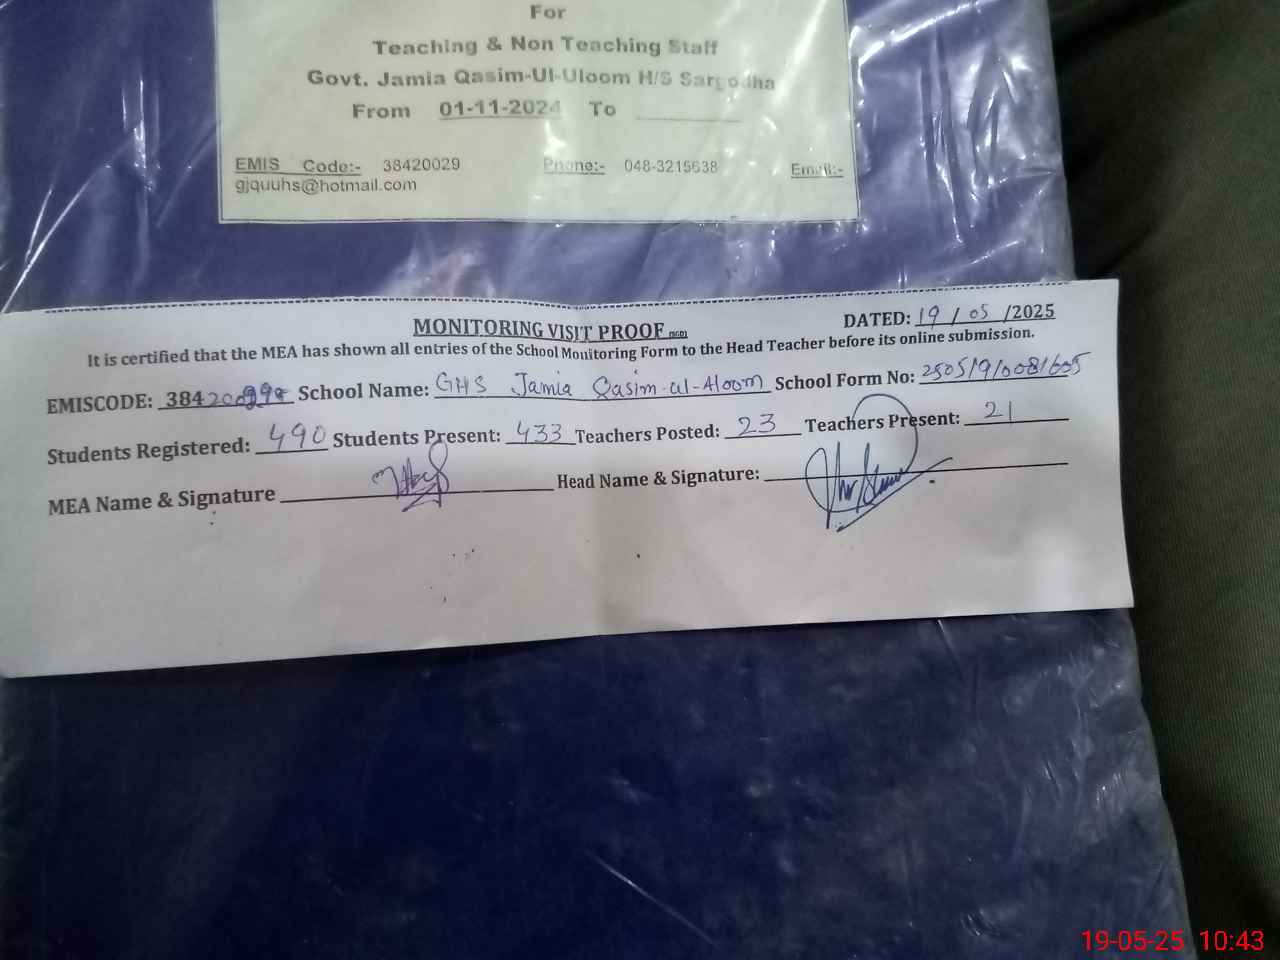 For
Teaching & Non Teaching Staff
Govt. Jamia Qasim-Ul-Uloom H/S Sargodha
From 01-11-2024 To
EMIS Code:- 38420029 Phone:- 048-3215638 Email:-
gjquuhs@hotmail.com
MONITORING VISIT PROOF DATED: 19 / 05 /2025
It is certified that the MEA has shown all entries of the School Monitoring Form to the Head Teacher before its online submission.
EMISCODE: School Name: GHS Jamia Qasim-ul-Aloom School Form No:
Students Registered: 490 Students Present: 433 Teachers Posted: 23 Teachers Present: 21
MEA Name & Signature Head Name & Signature:
19-05-25 10:43